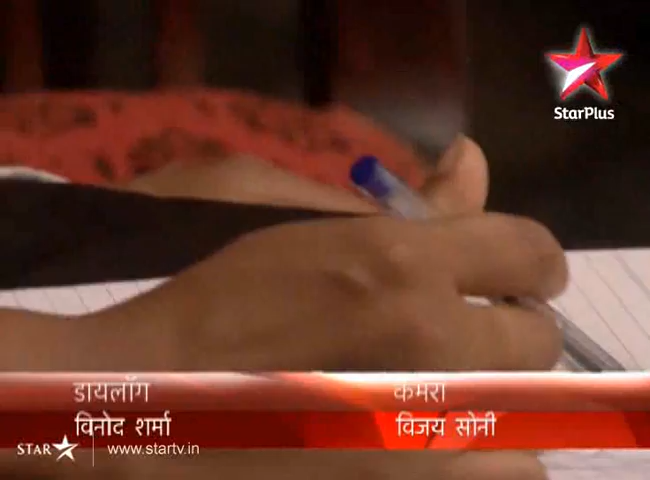 StarPlus
डायलॉग
कैमरा
विनोद शर्मा
विजय सोनी
STAR
www.startv.in